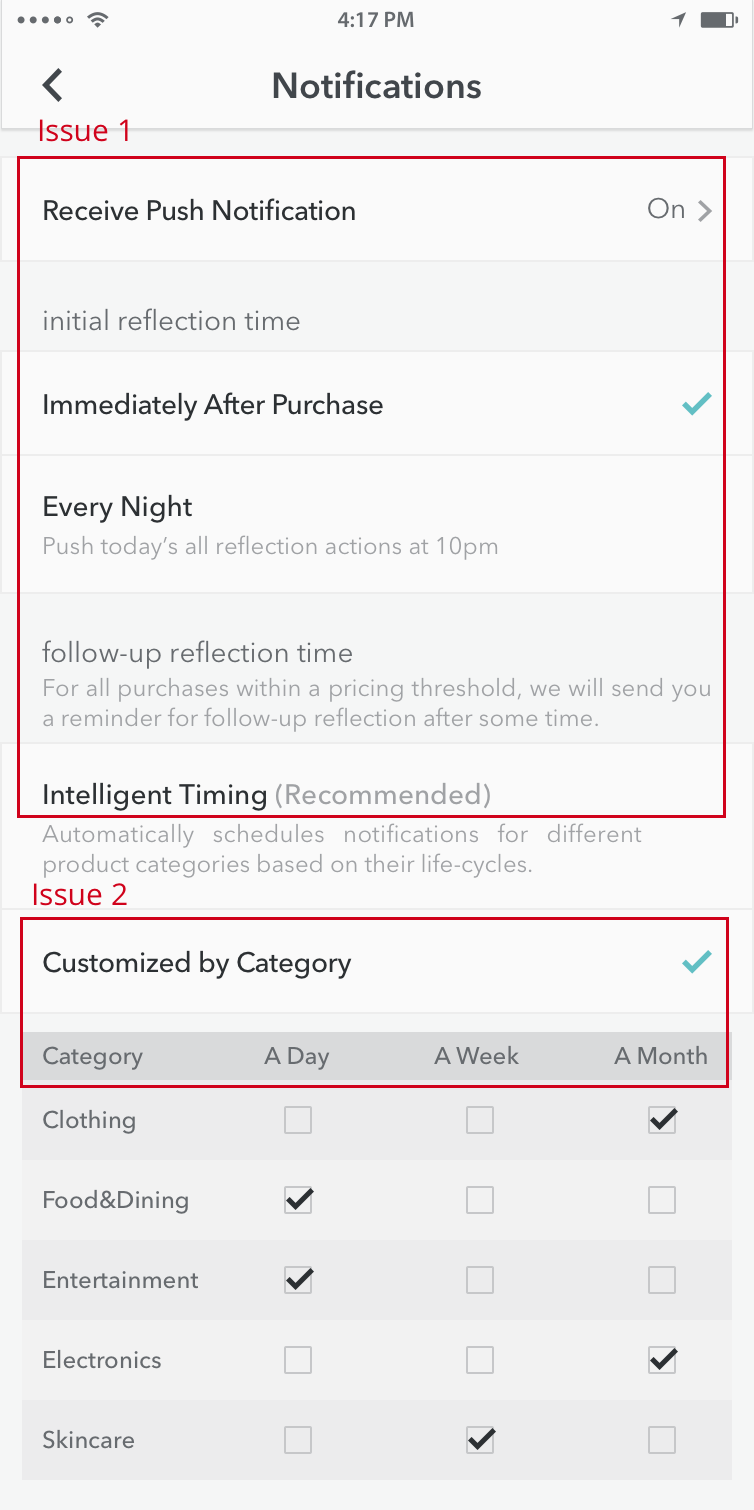 4:17 PM
Notifications
Issue 1
Receive Push Notification On
initial reflection time
Immediately After Purchase
Every Night
Push today’s all reflection actions at 10pm
follow-up reflection time
For all purchases within a pricing threshold, we will send you
a reminder for follow-up reflection after some time.
Intelligent Timing (Recommended)
Automatically schedules notifications for different
product categories based on their life-cycles.
Issue 2
Customized by Category
Category A Day A Week A Month
Clothing
Food&Dining
Entertainment
Electronics
Skincare